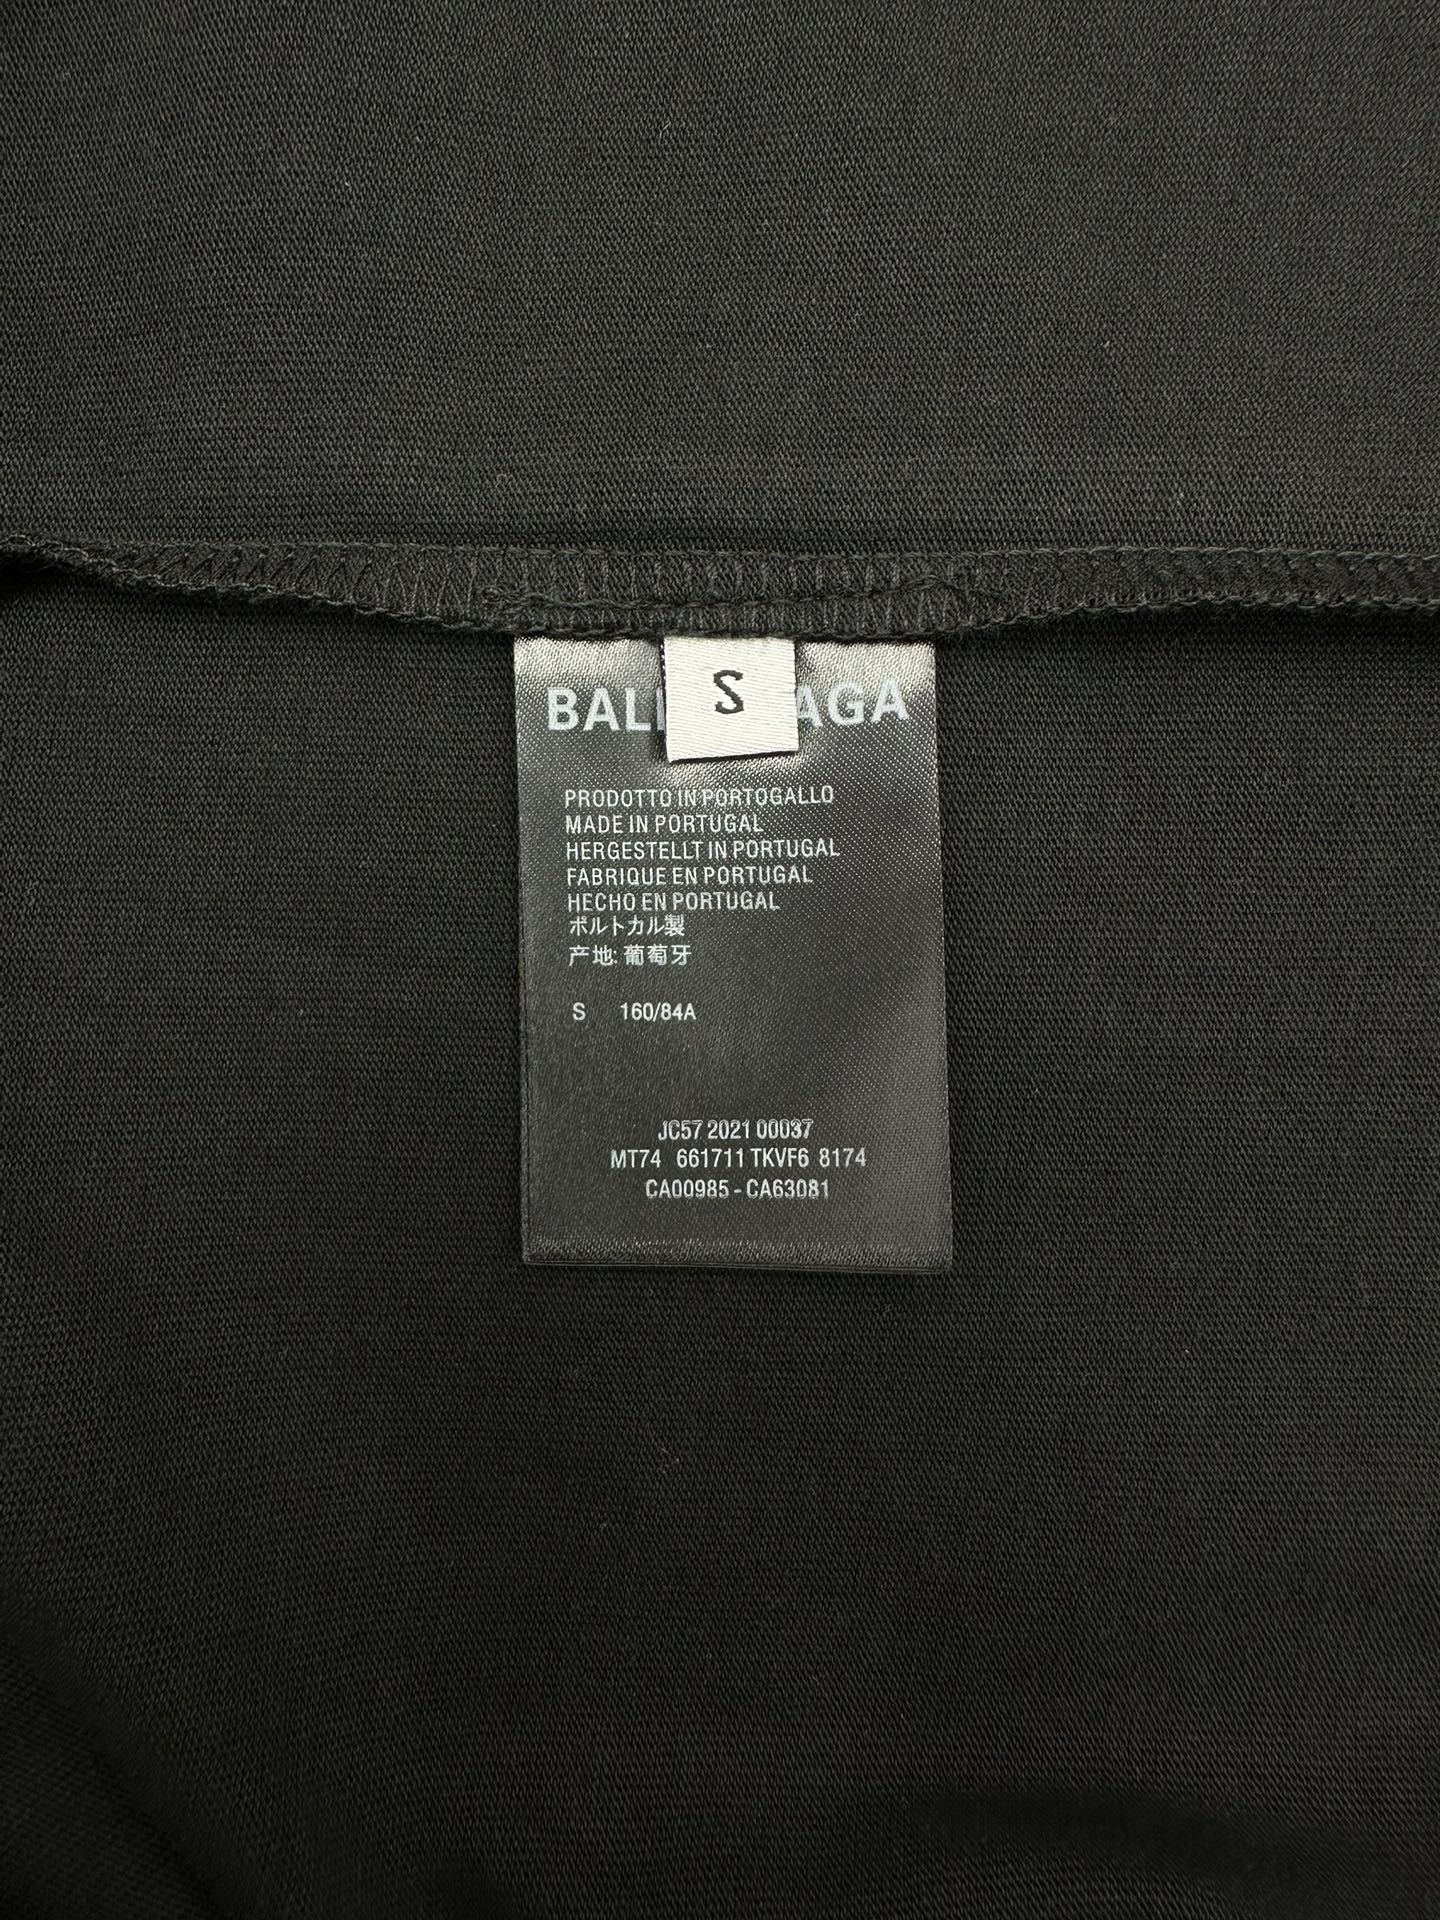 S
BAL AGA
PRODOTTO IN PORTOGALLO
MADE IN PORTUGAL
HERGESTELLT IN PORTUGAL
FABRIQUE EN PORTUGAL
HECHO EN PORTUGAL
ポルトカル製
产地: 葡萄牙
S 160/84A
JC57 2021 00037
MT74 661711 TKVF6 8174
CA00985 - CA63081